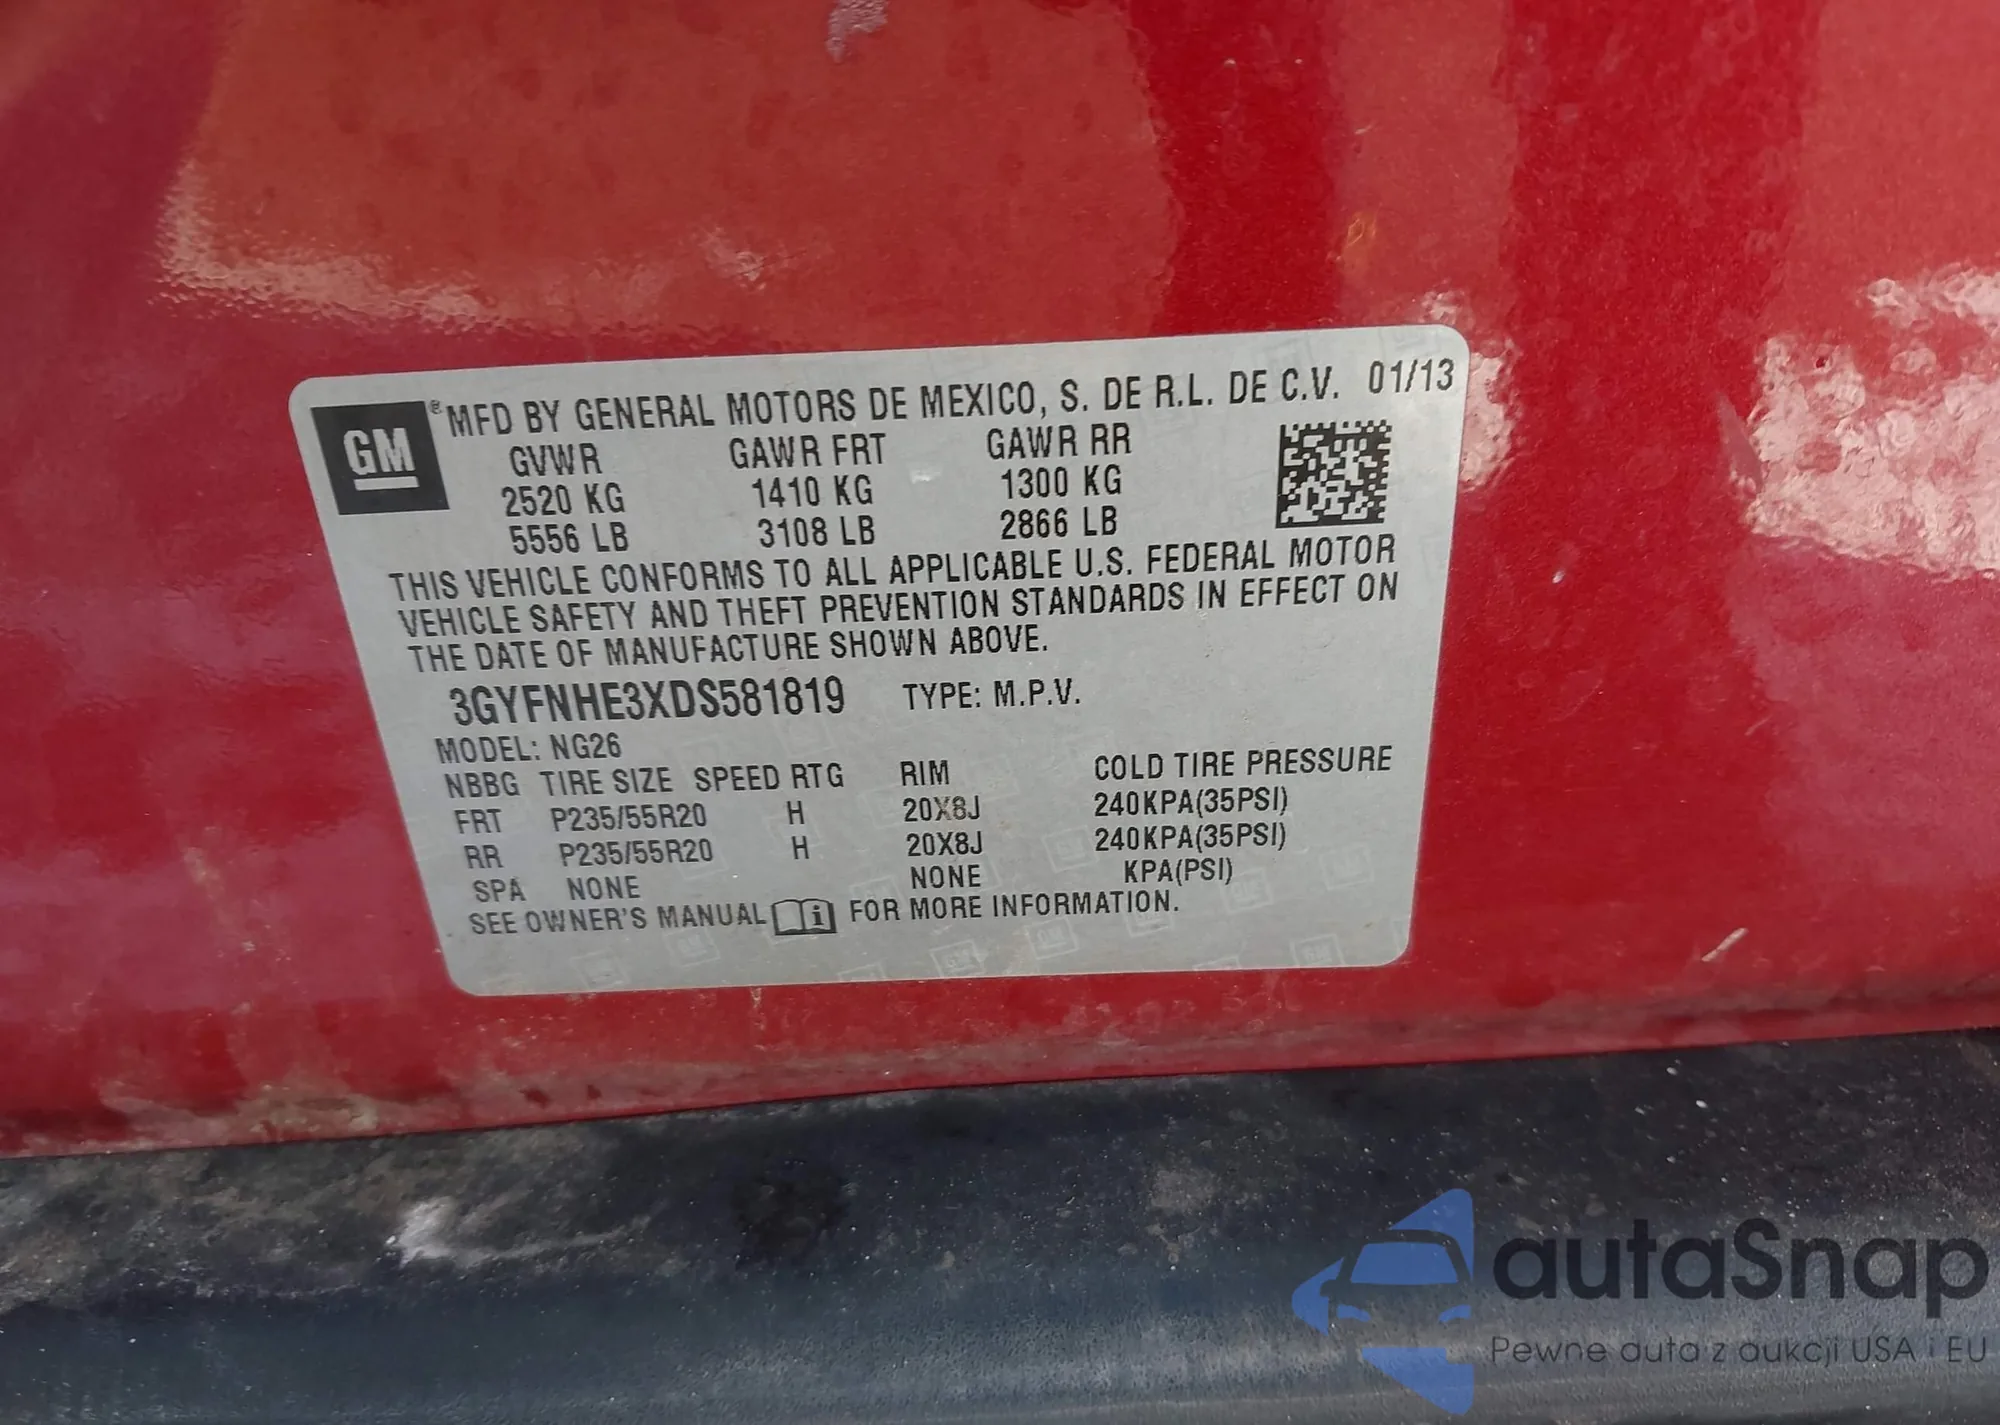 GM ® MFD BY GENERAL MOTORS DE MEXICO, S. DE R.L. DE C.V. 01/13
GVWR GAWR FRT GAWR RR
2520 KG 1410 KG 1300 KG
5556 LB 3108 LB 2866 LB
THIS VEHICLE CONFORMS TO ALL APPLICABLE U.S. FEDERAL MOTOR
VEHICLE SAFETY AND THEFT PREVENTION STANDARDS IN EFFECT ON
THE DATE OF MANUFACTURE SHOWN ABOVE.
3GYFNHE3XDS581819 TYPE: M.P.V.
MODEL: NG26
NBBG TIRE SIZE SPEED RTG RIM COLD TIRE PRESSURE
FRT P235/55R20 H 20X8J 240KPA(35PSI)
RR P235/55R20 H 20X8J 240KPA(35PSI)
SPA NONE NONE KPA(PSI)
SEE OWNER'S MANUAL i FOR MORE INFORMATION.
autaSnap
Pewne auta z aukcji USA i EU